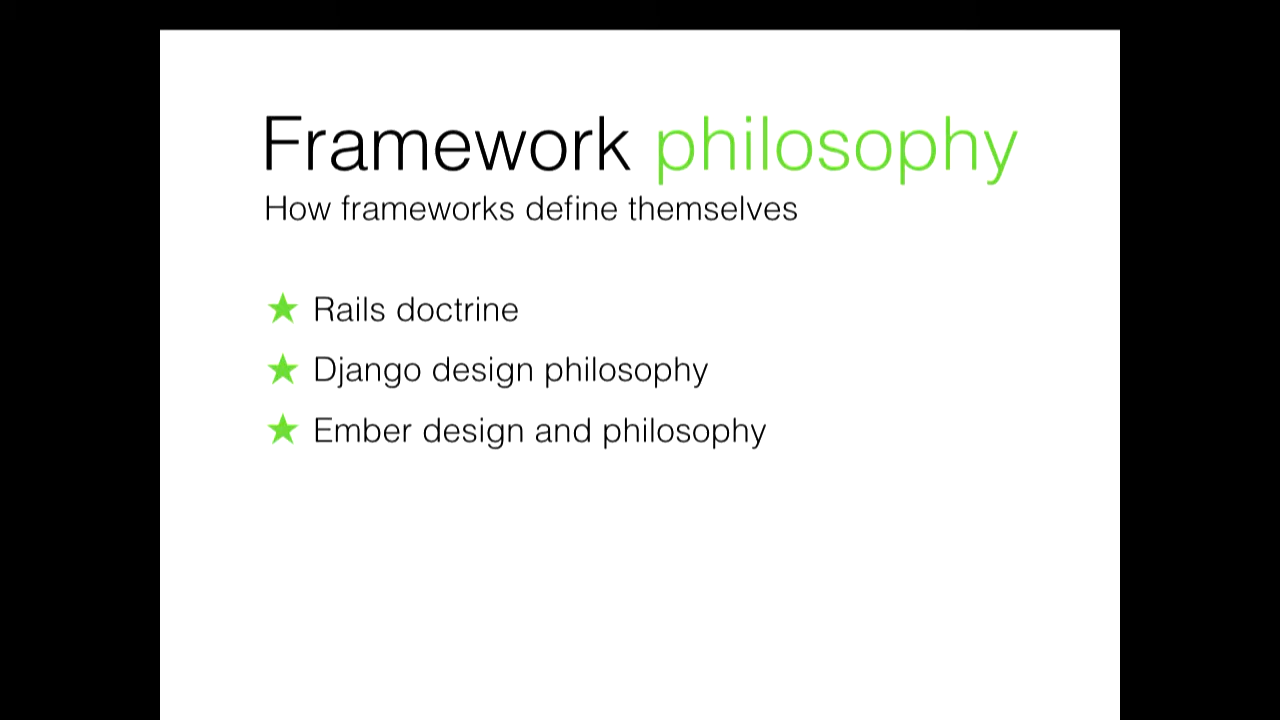 Framework philosophy
How frameworks define themselves
Rails doctrine
Django design philosophy
Ember design and philosophy